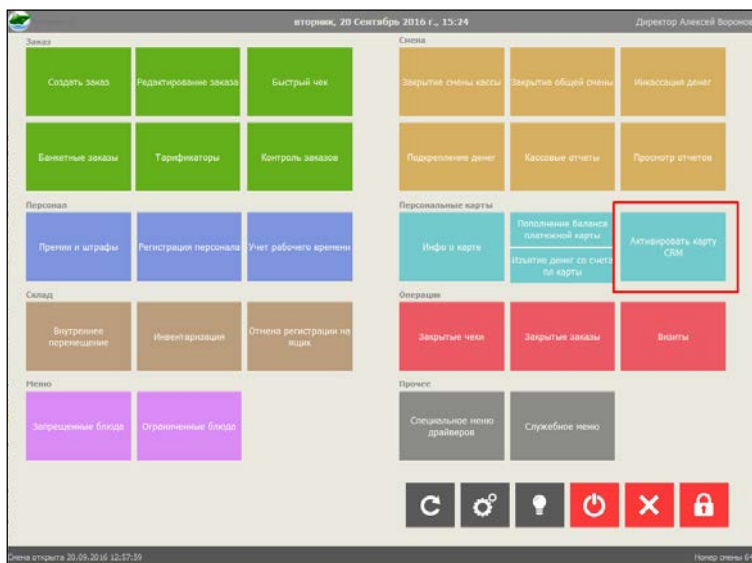 вторник, 20 Сентябрь 2016 г., 15:24
Директор Алексей Воронов
Заказ
Создать заказ
Редактирование заказа
Быстрый чек
Банкетные заказы
Тарификаторы
Контроль заказов
Персонал
Премии и штрафы
Регистрация персонала
Учет рабочего времени
Склад
Внутреннее
перемещение
Инвентаризация
Отмена регистрации на
ящик
Меню
Запрещенные блюда
Ограниченные блюда
Смена
Закрытие смены кассы
Закрытие общей смены
Инкассация денег
Подкрепление денег
Кассовые отчеты
Просмотр отчетов
Персональные карты
Инфо о карте
Пополнение баланса
платежной карты
Изъятие денег со счета
пл карты
Активировать карту
CRM
Операции
Закрытые чеки
Закрытые заказы
Визиты
Прочее
Специальное меню
драйверов
Служебное меню
Смена открыта 20.09.2016 12:57:59
Номер смены 64